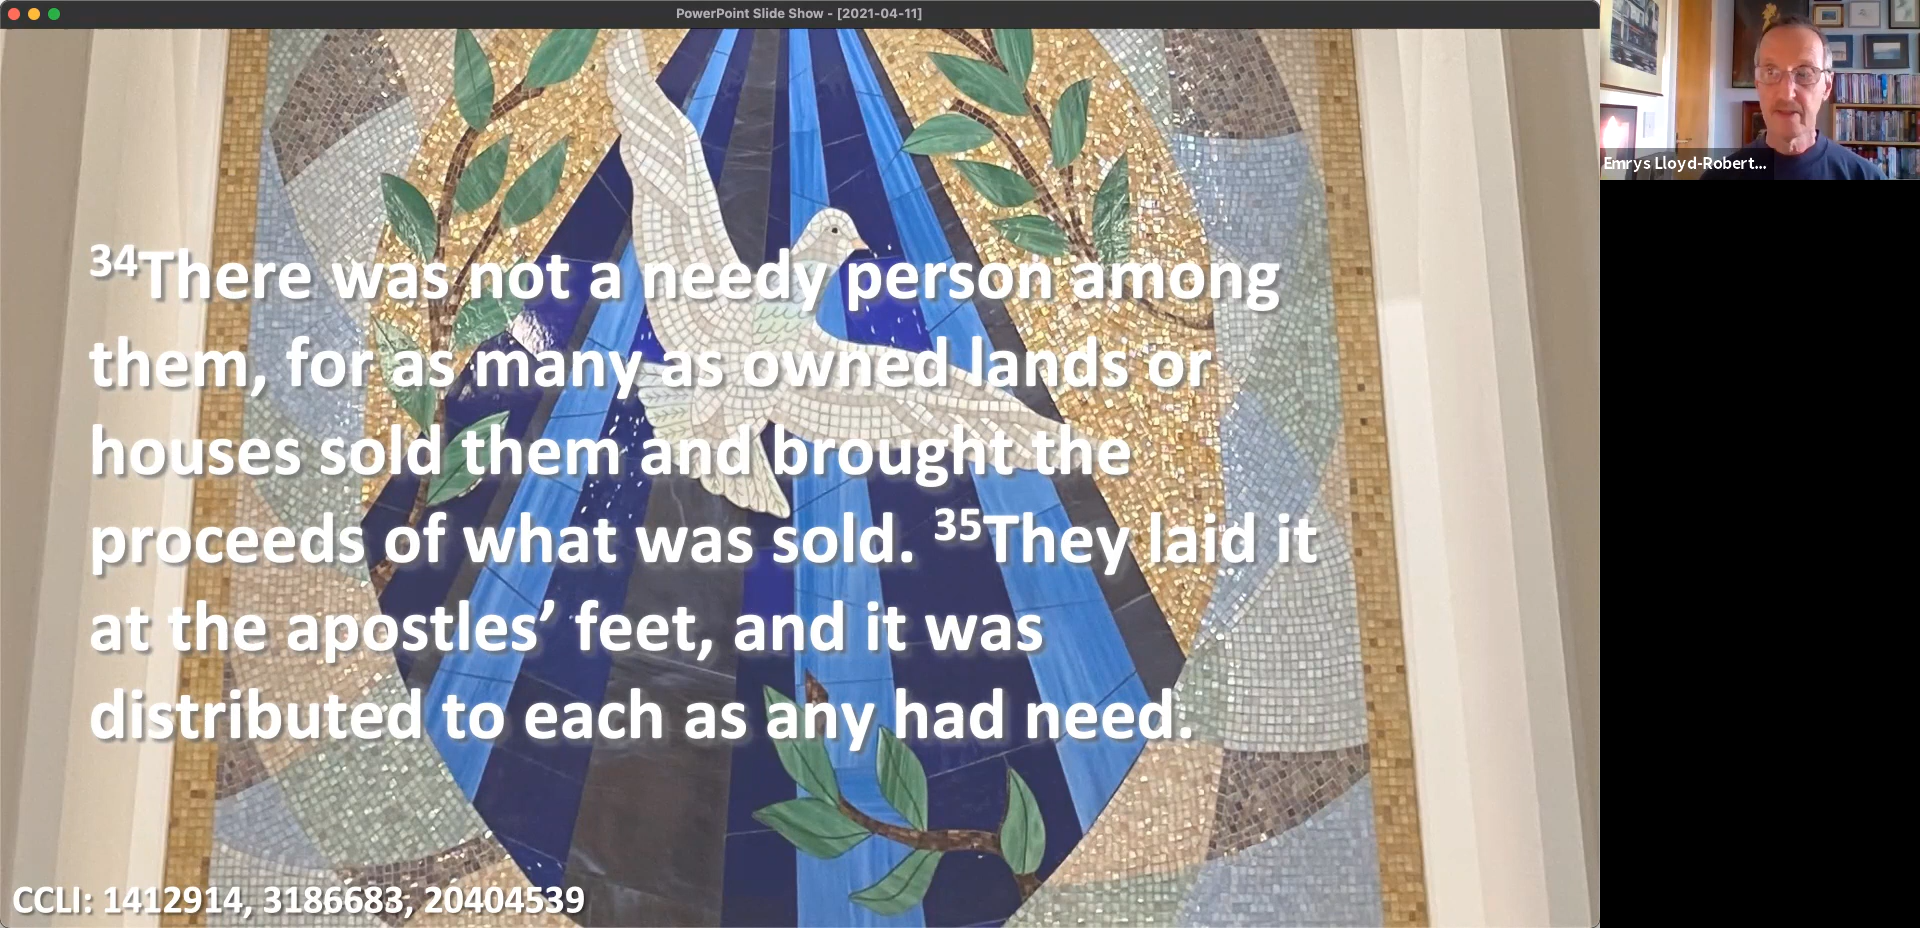 PowerPoint Slide Show - [2021-04-11]
Emrys Lloyd-Robert...
³⁴There was not a needy person among
them, for as many as owned lands or
houses sold them and brought the
proceeds of what was sold. ³⁵They laid it
at the apostles’ feet, and it was
distributed to each as any had need.
CCLI: 1412914, 3186683, 20404539